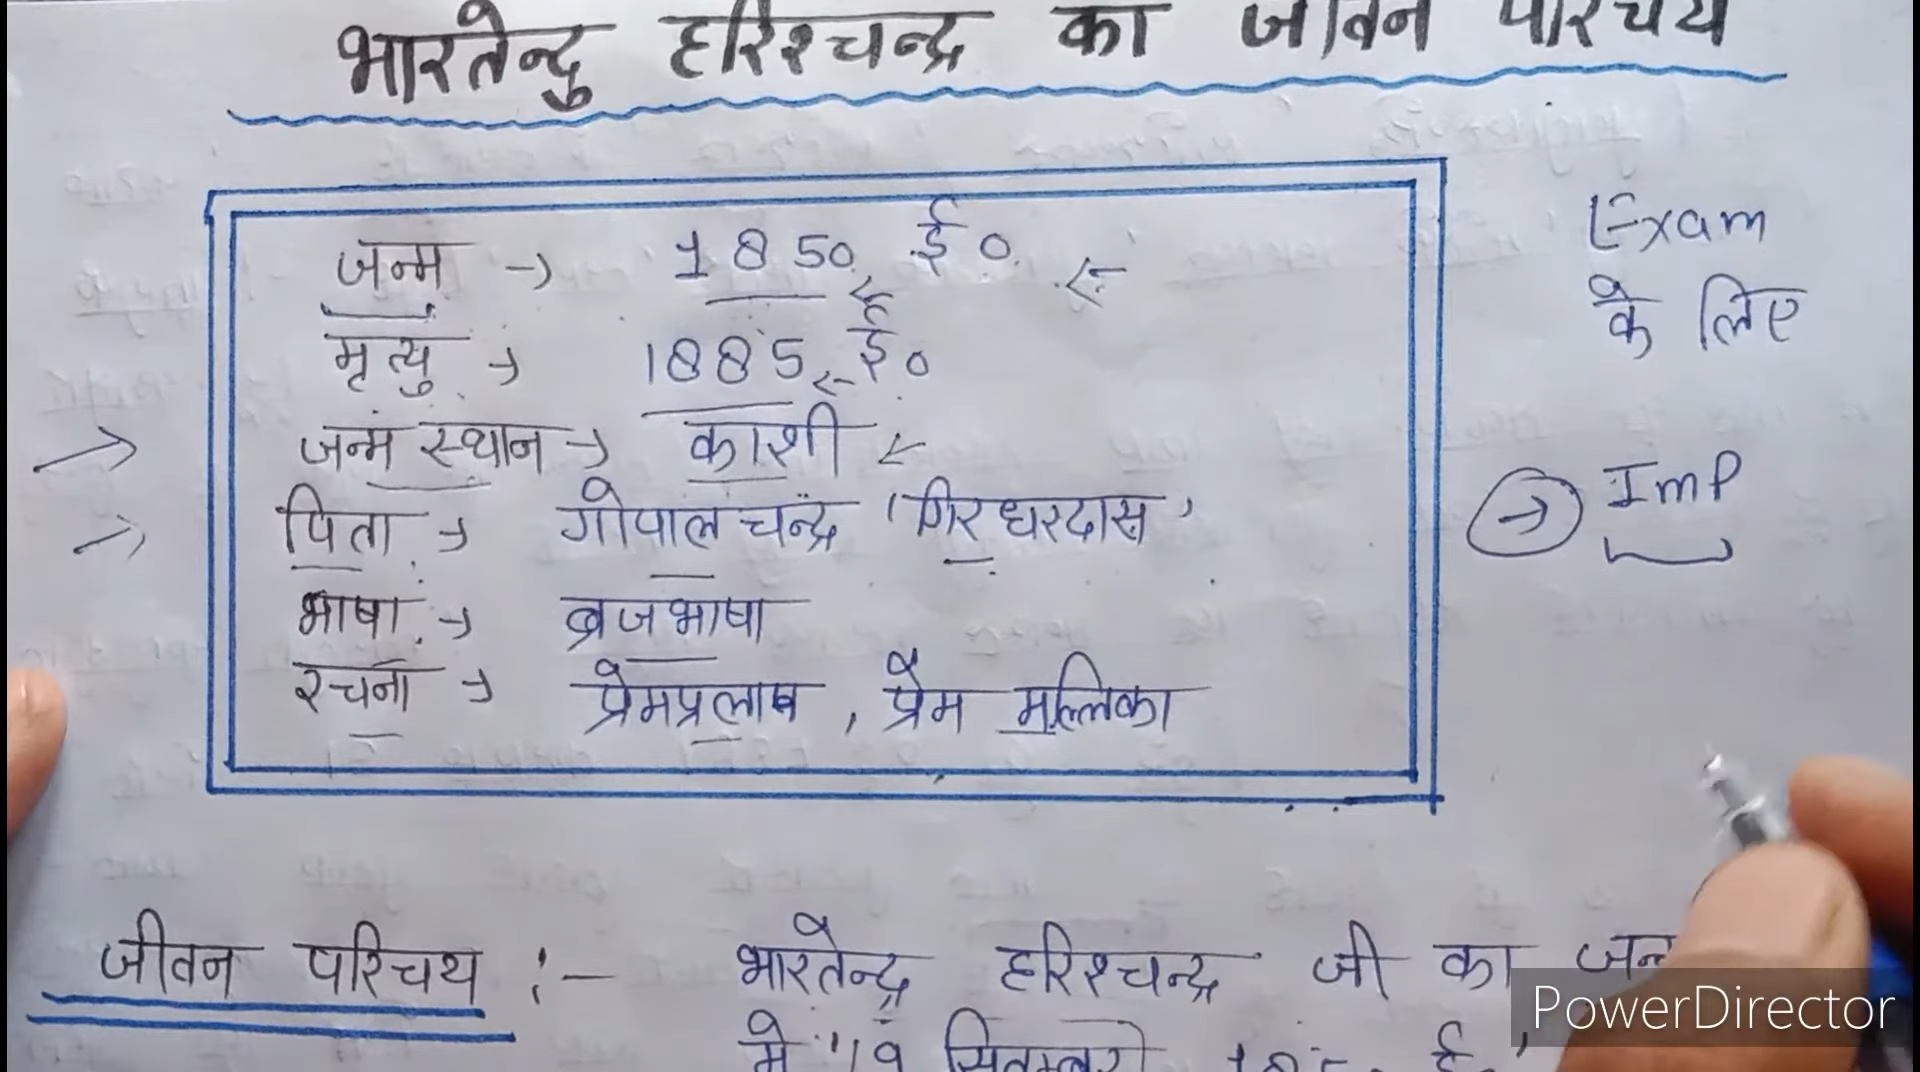 भारतेन्दु हरिश्चन्द्र का जीवन परिचय
जन्म → 1850 ई०
मृत्यु → 1885 ई०
जन्म स्थान → काशी
पिता → गोपाल चन्द्र 'गिरधरदास'
भाषा → ब्रजभाषा
रचना → प्रेमप्रलाप, प्रेम मल्लिका
Exam
के लिए
→ Imp
जीवन परिचय :- भारतेन्द्र हरिश्चन्द्र जी का
में
PowerDirector